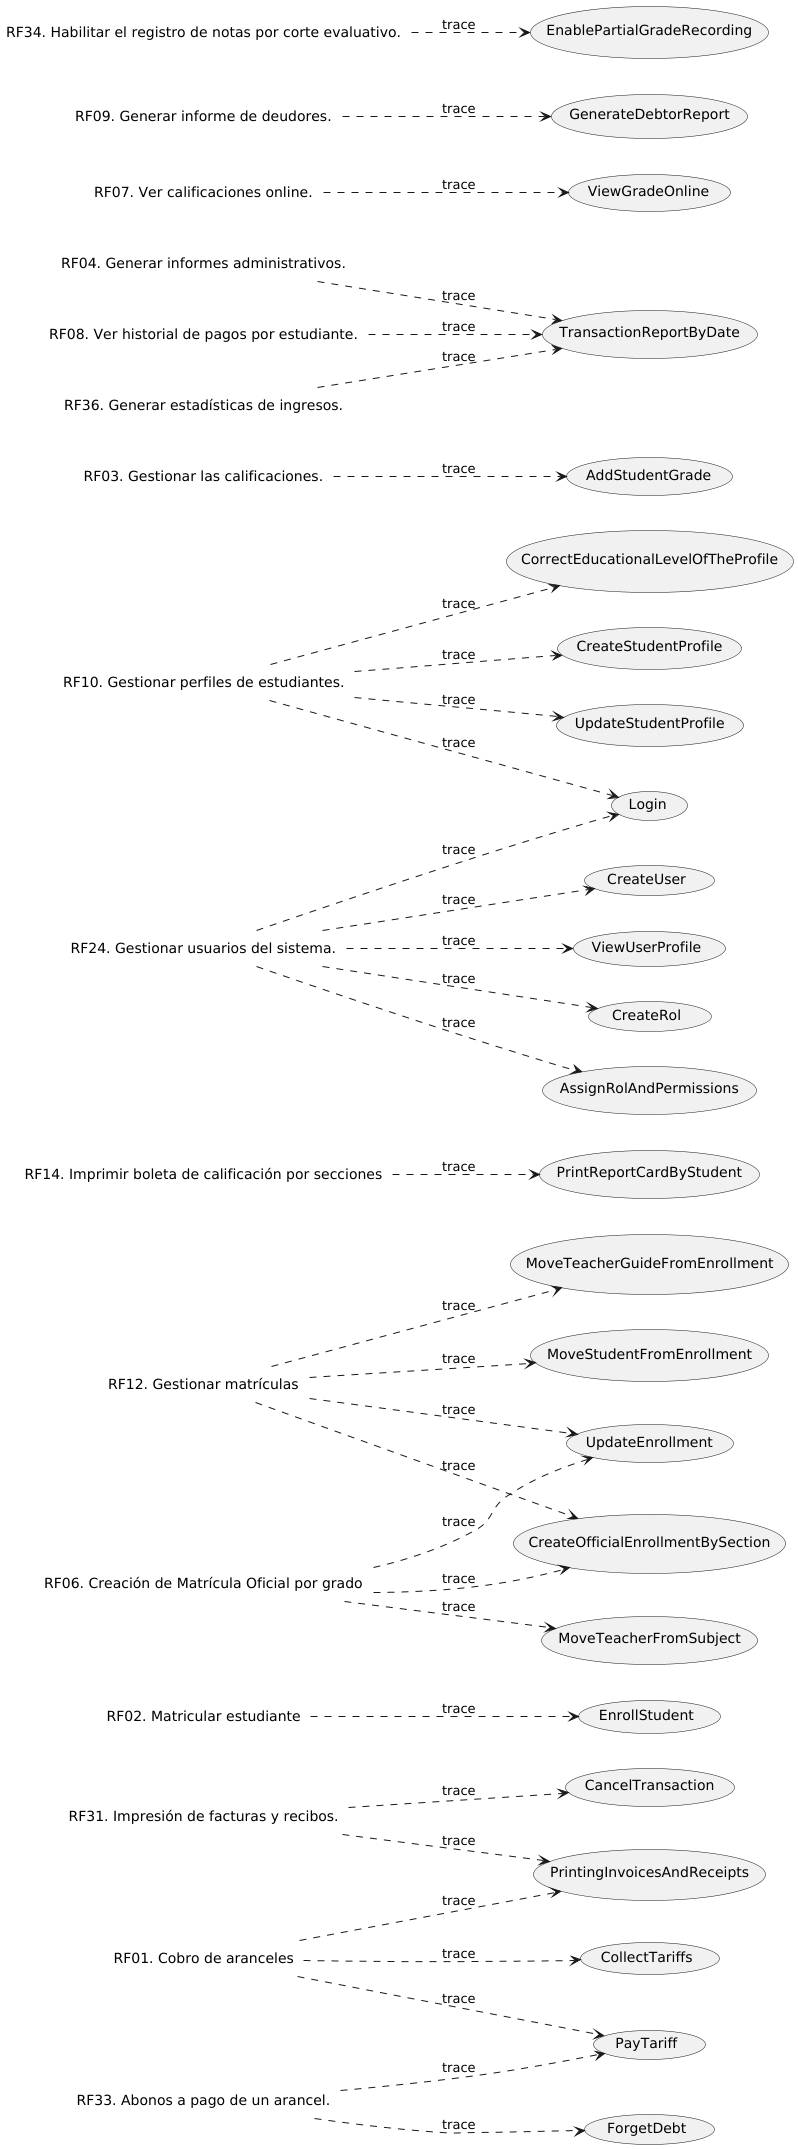 RF34. Habilitar el registro de notas por corte evaluativo.
trace
EnablePartialGradeRecording
RF09. Generar informe de deudores.
trace
GenerateDebtorReport
RF07. Ver calificaciones online.
trace
ViewGradeOnline
RF04. Generar informes administrativos.
trace
RF08. Ver historial de pagos por estudiante.
trace
TransactionReportByDate
trace
RF36. Generar estadísticas de ingresos.
RF03. Gestionar las calificaciones.
trace
AddStudentGrade
CorrectEducationalLevelOfTheProfile
trace
CreateStudentProfile
trace
RF10. Gestionar perfiles de estudiantes.
trace
UpdateStudentProfile
trace
Login
trace
CreateUser
trace
RF24. Gestionar usuarios del sistema.
trace
ViewUserProfile
trace
CreateRol
trace
AssignRolAndPermissions
RF14. Imprimir boleta de calificación por secciones
trace
PrintReportCardByStudent
MoveTeacherGuideFromEnrollment
trace
MoveStudentFromEnrollment
trace
RF12. Gestionar matrículas
trace
UpdateEnrollment
trace
trace
CreateOfficialEnrollmentBySection
RF06. Creación de Matrícula Oficial por grado
trace
trace
MoveTeacherFromSubject
RF02. Matricular estudiante
trace
EnrollStudent
CancelTransaction
trace
RF31. Impresión de facturas y recibos.
trace
PrintingInvoicesAndReceipts
trace
RF01. Cobro de aranceles
trace
CollectTariffs
trace
PayTariff
trace
RF33. Abonos a pago de un arancel.
trace
ForgetDebt